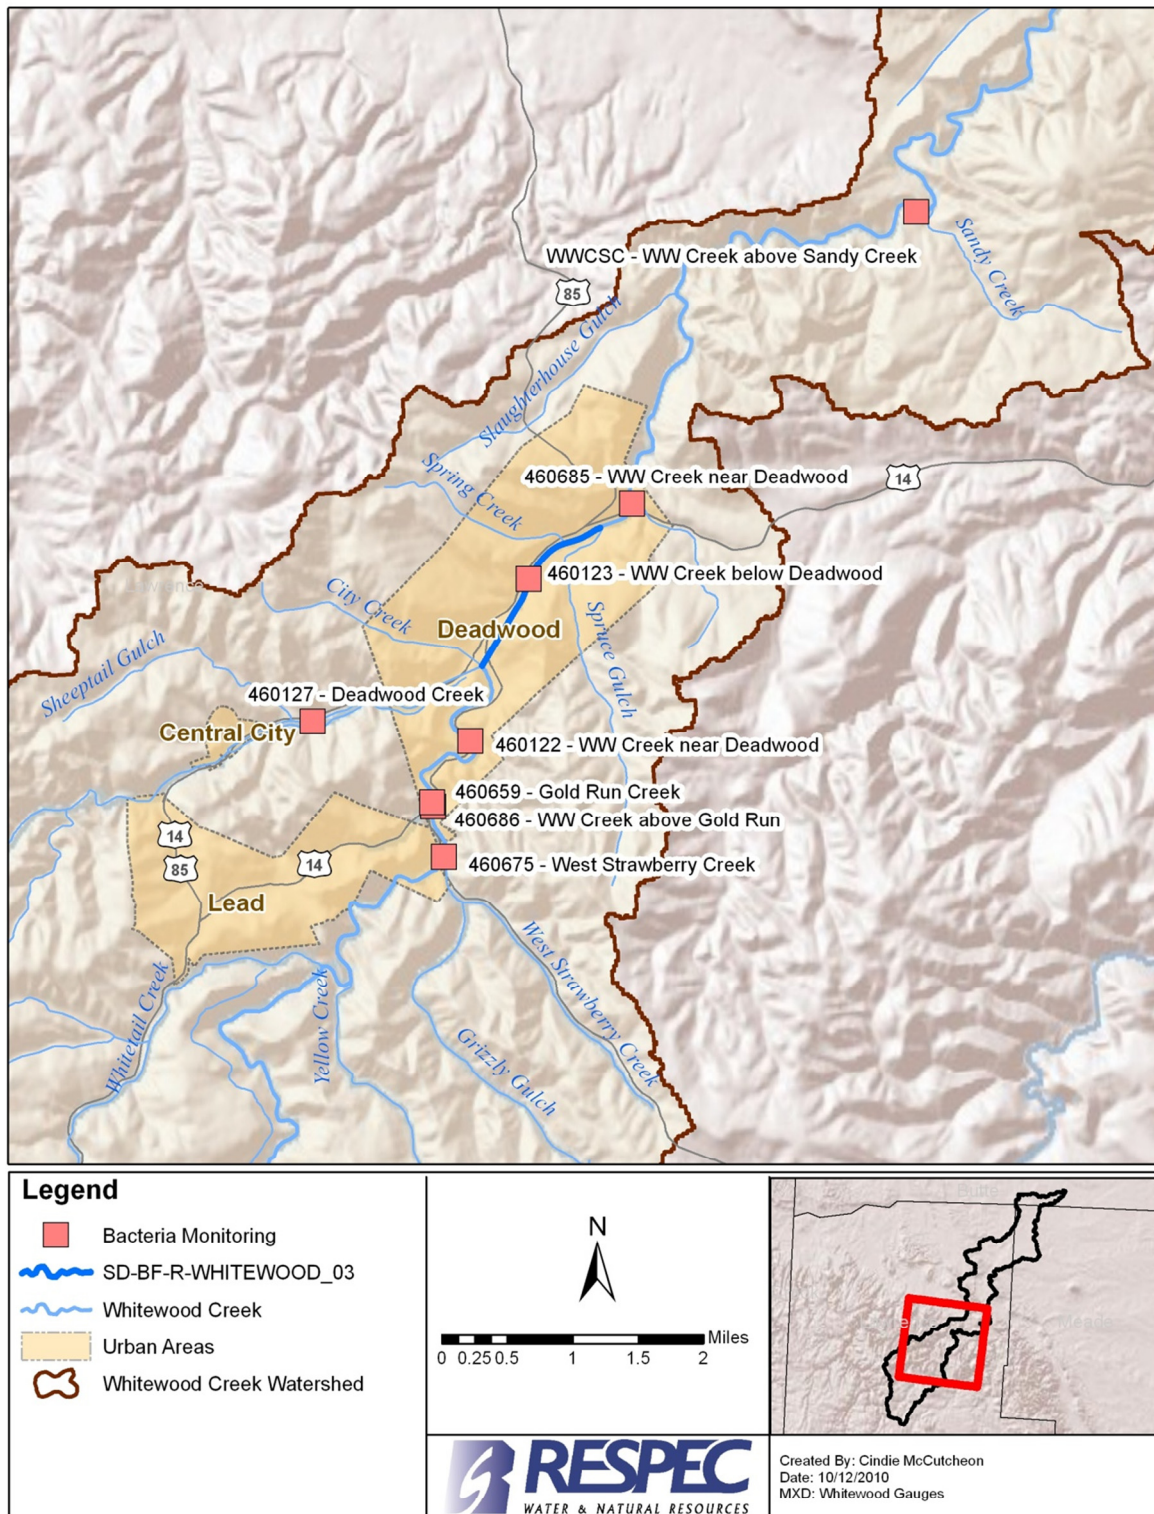 WWCSC - WW Creek above Sandy Creek
Sandy Creek
85
Slaughterhouse Gulch
Spring Creek
460685 - WW Creek near Deadwood
14
460123 - WW Creek below Deadwood
City Creek
Deadwood
Spruce Gulch
Sheeptail Gulch
460127 - Deadwood Creek
Central City
460122 - WW Creek near Deadwood
460659 - Gold Run Creek
460686 - WW Creek above Gold Run
14
85
14
460675 - West Strawberry Creek
Lead
West Strawberry Creek
Whitetail Creek
Yellow Creek
Grizzly Gulch
Legend
Bacteria Monitoring
SD-BF-R-WHITEWOOD_03
Whitewood Creek
Urban Areas
Whitewood Creek Watershed
N
Miles
0 0.25 0.5 1 1.5 2
Meade
RESPEC
WATER & NATURAL RESOURCES
Created By: Cindie McCutcheon
Date: 10/12/2010
MXD: Whitewood Gauges